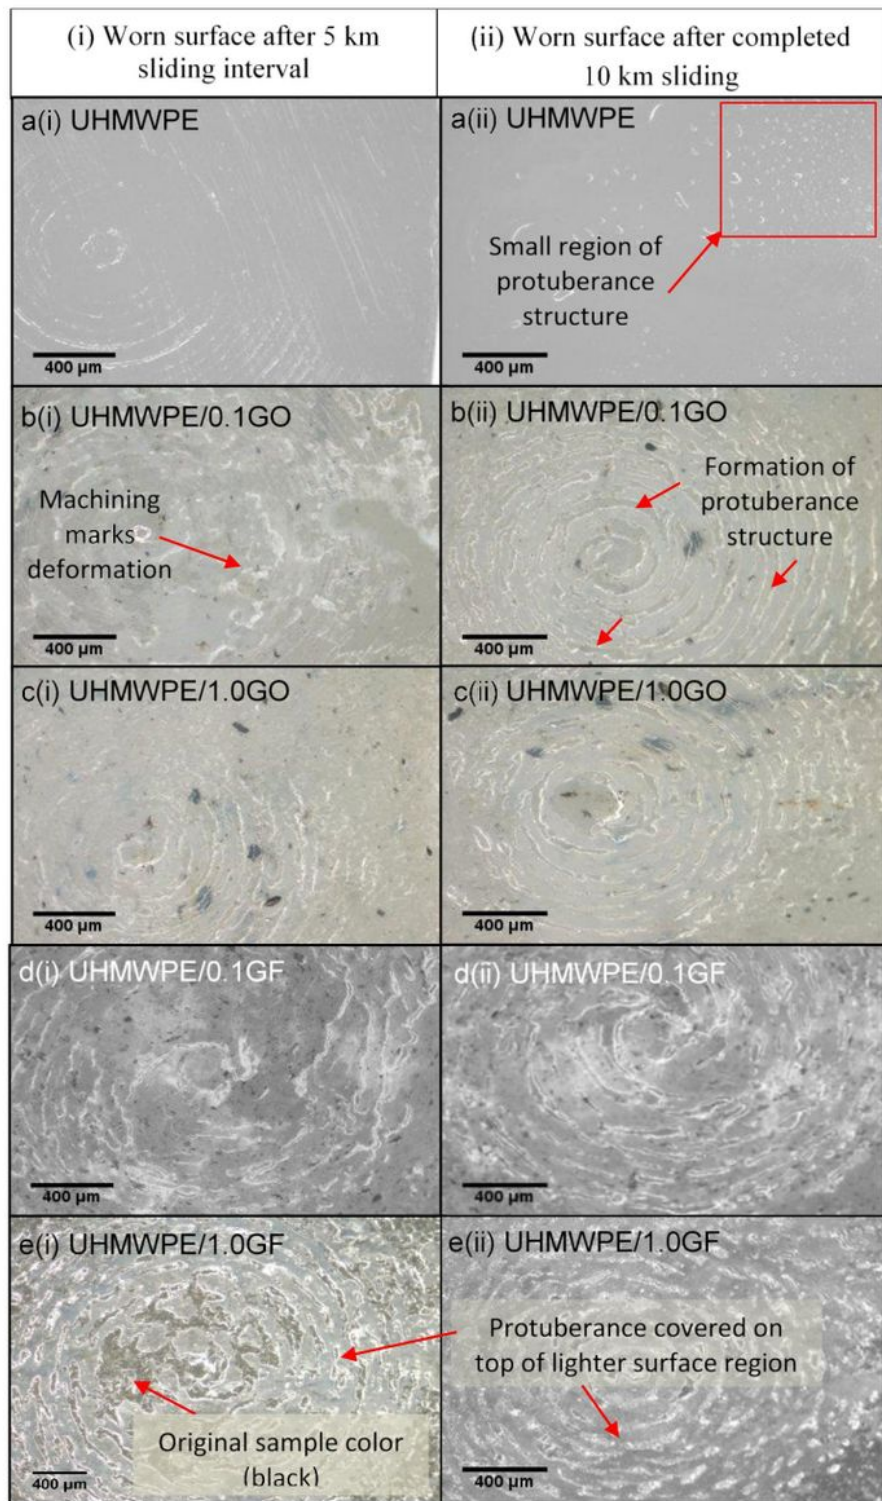 (i) Worn surface after 5 km
sliding interval
(ii) Worn surface after completed
10 km sliding
a(i) UHMWPE
400 µm
a(ii) UHMWPE
Small region of
protuberance
structure
400 µm
b(i) UHMWPE/0.1GO
Machining
marks
deformation
400 µm
b(ii) UHMWPE/0.1GO
Formation of
protuberance
structure
400 µm
c(i) UHMWPE/1.0GO
400 µm
c(ii) UHMWPE/1.0GO
400 µm
d(i) UHMWPE/0.1GF
400 µm
d(ii) UHMWPE/0.1GF
400 µm
e(i) UHMWPE/1.0GF
Original sample color
(black)
400 µm
e(ii) UHMWPE/1.0GF
Protuberance covered on
top of lighter surface region
400 µm